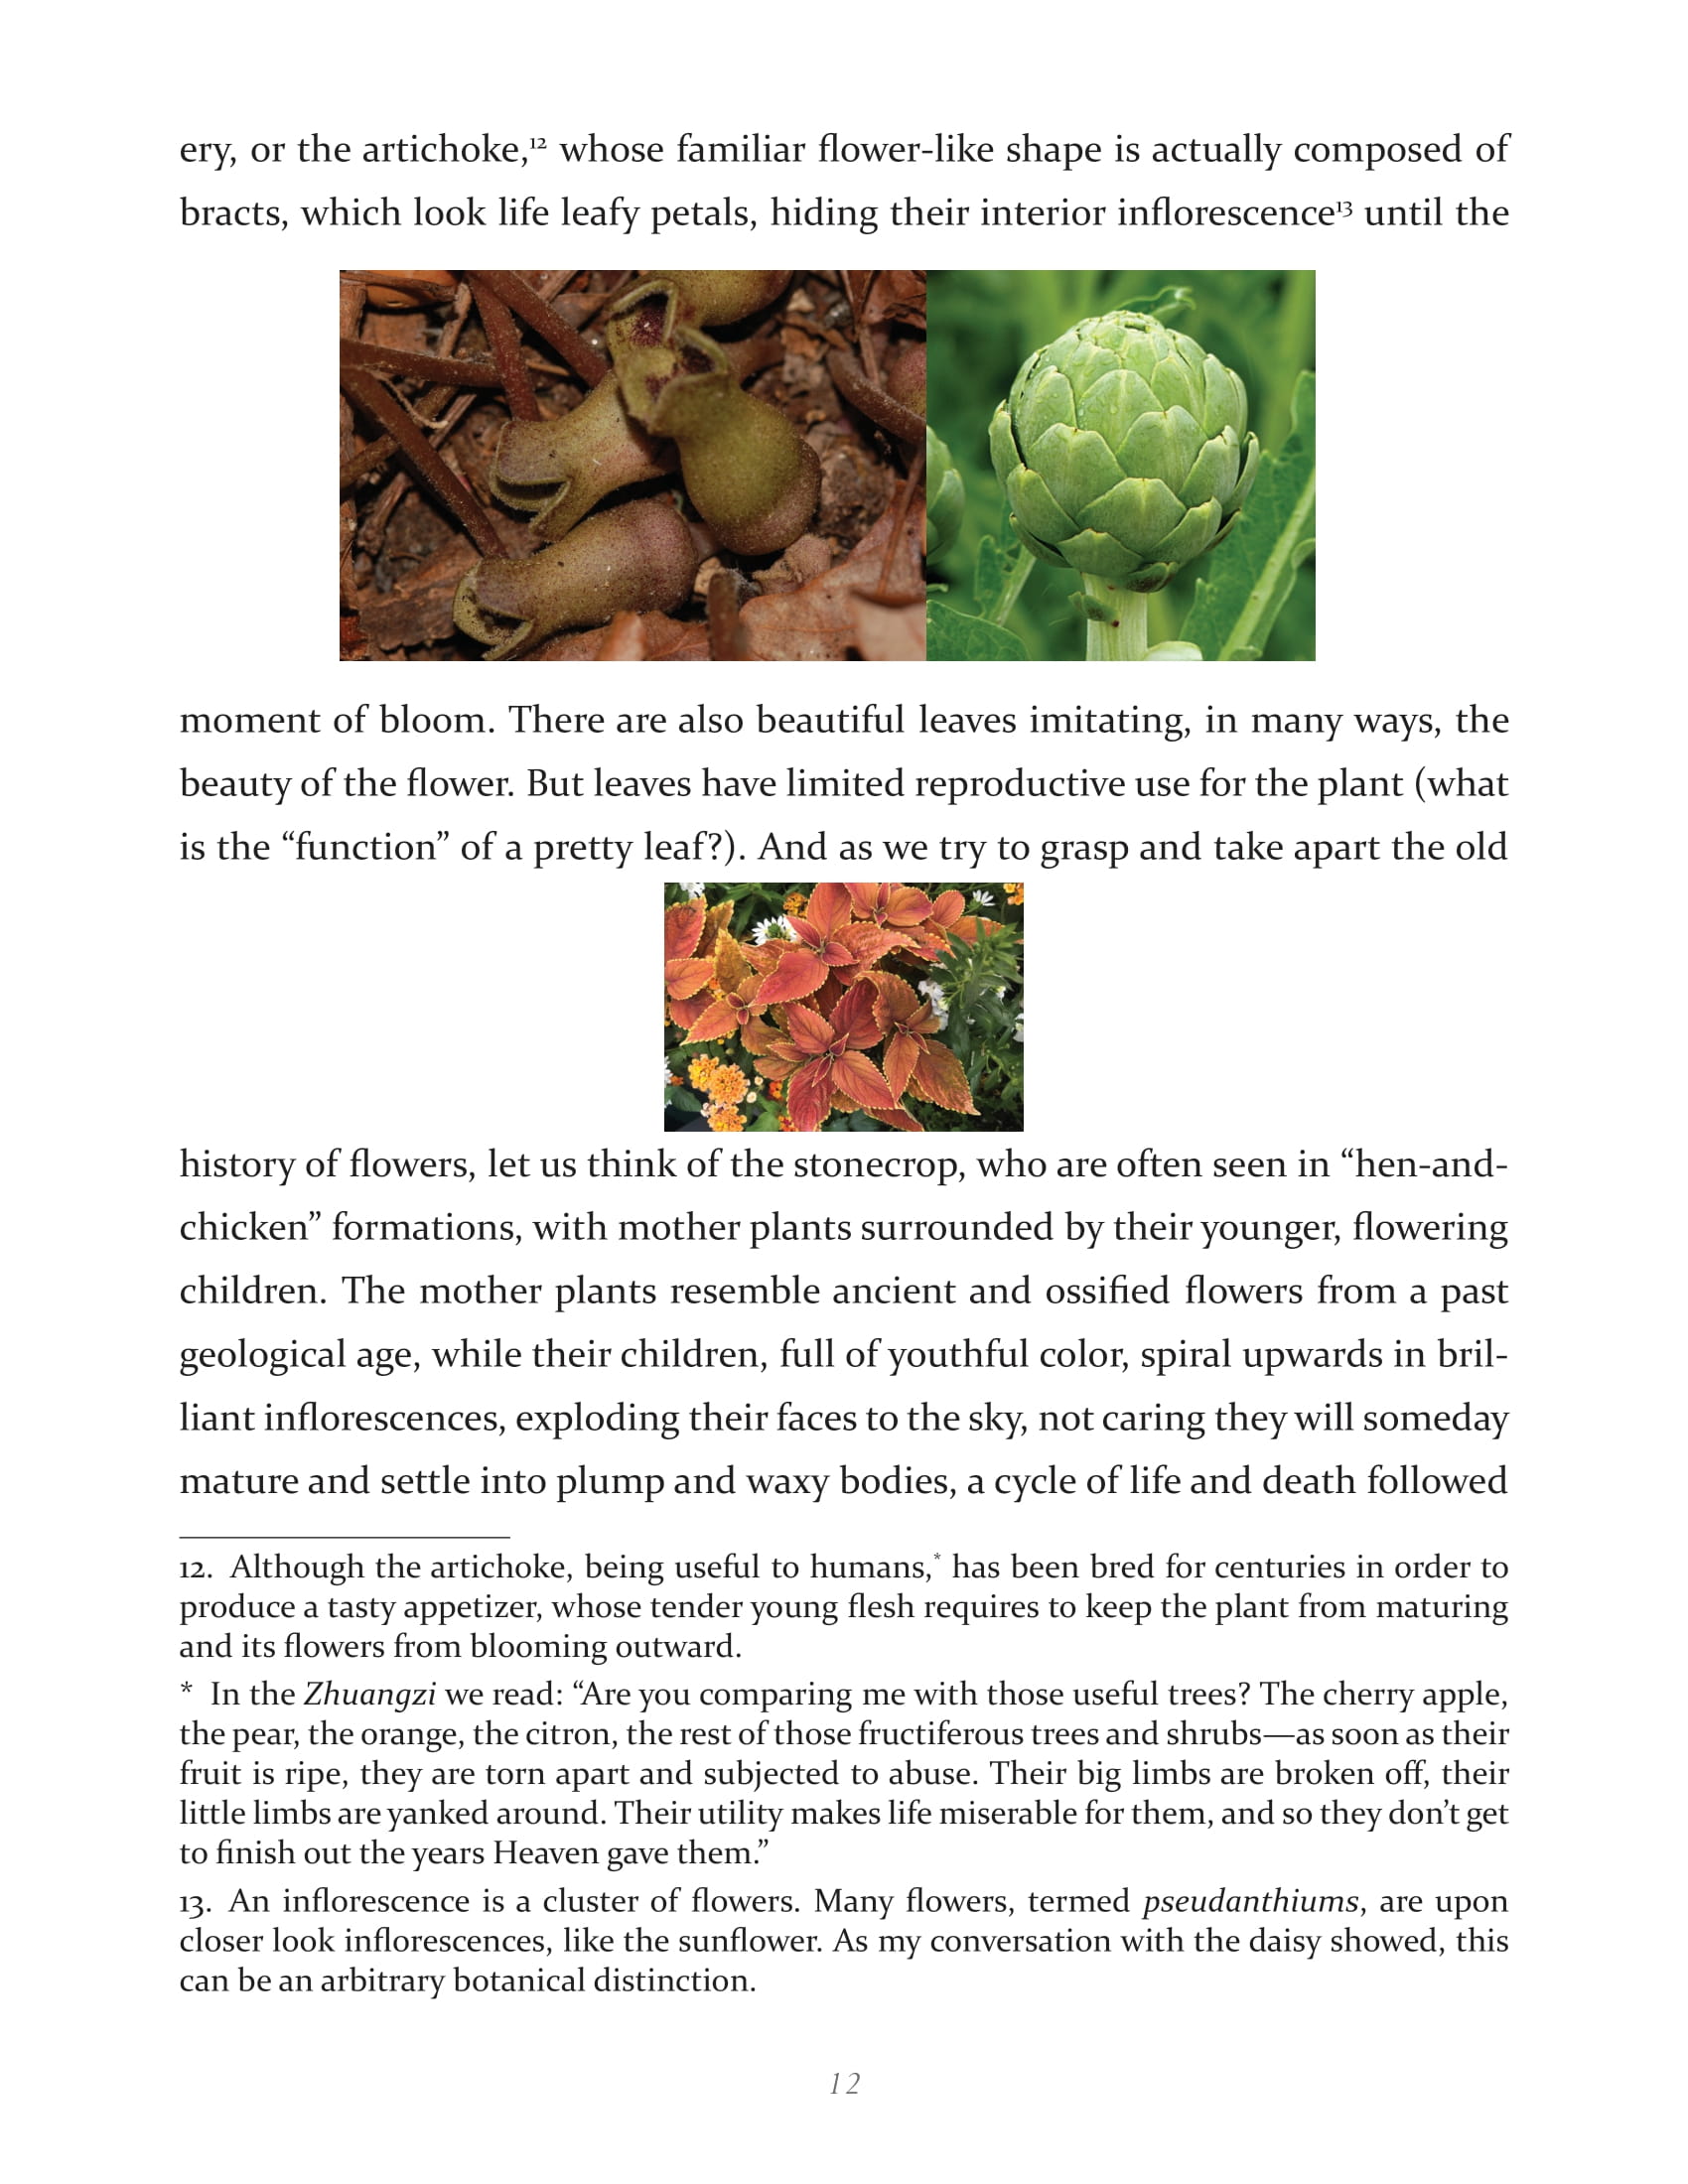 ery, or the artichoke,¹² whose familiar flower-like shape is actually composed of
bracts, which look life leafy petals, hiding their interior inflorescence¹³ until the
moment of bloom. There are also beautiful leaves imitating, in many ways, the
beauty of the flower. But leaves have limited reproductive use for the plant (what
is the “function” of a pretty leaf?). And as we try to grasp and take apart the old
history of flowers, let us think of the stonecrop, who are often seen in “hen-and-
chicken” formations, with mother plants surrounded by their younger, flowering
children. The mother plants resemble ancient and ossified flowers from a past
geological age, while their children, full of youthful color, spiral upwards in bril-
liant inflorescences, exploding their faces to the sky, not caring they will someday
mature and settle into plump and waxy bodies, a cycle of life and death followed
12. Although the artichoke, being useful to humans,* has been bred for centuries in order to
produce a tasty appetizer, whose tender young flesh requires to keep the plant from maturing
and its flowers from blooming outward.
* In the Zhuangzi we read: “Are you comparing me with those useful trees? The cherry apple,
the pear, the orange, the citron, the rest of those fructiferous trees and shrubs—as soon as their
fruit is ripe, they are torn apart and subjected to abuse. Their big limbs are broken off, their
little limbs are yanked around. Their utility makes life miserable for them, and so they don’t get
to finish out the years Heaven gave them.”
13. An inflorescence is a cluster of flowers. Many flowers, termed pseudanthiums, are upon
closer look inflorescences, like the sunflower. As my conversation with the daisy showed, this
can be an arbitrary botanical distinction.
12